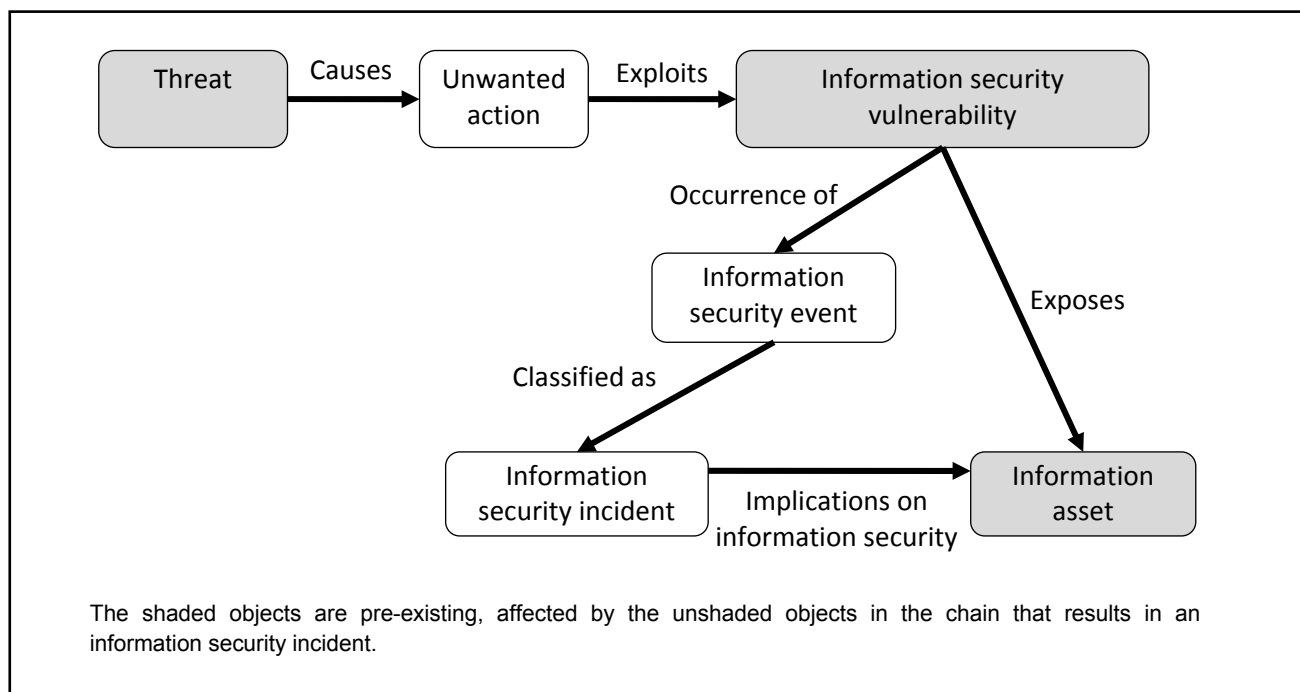 Threat
Causes
Unwanted
action
Exploits
Information security
vulnerability
Occurrence of
Information
security event
Exposes
Classified as
Information
security incident
Implications on
information security
Information
asset
The shaded objects are pre-existing, affected by the unshaded objects in the chain that results in an
information security incident.